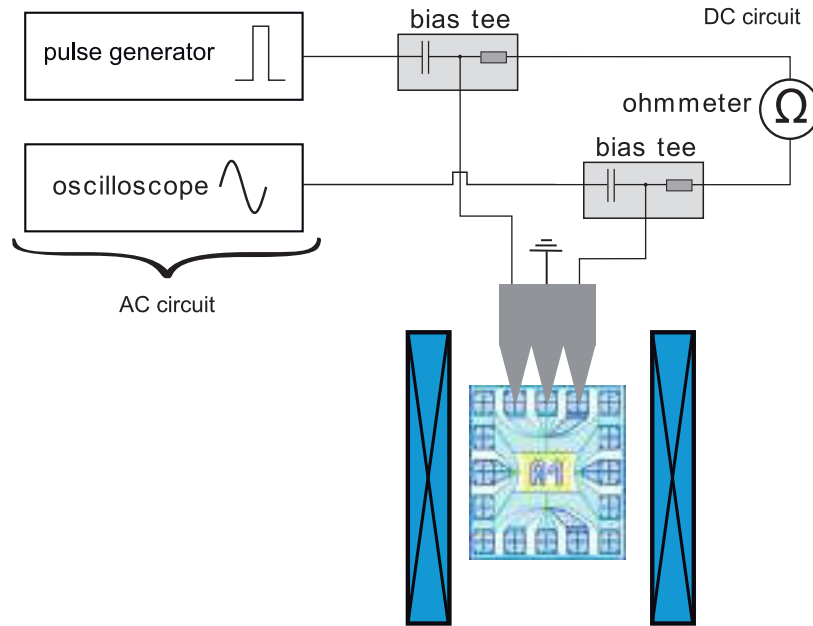 bias tee
DC circuit
pulse generator
ohmmeter
Ω
bias tee
oscilloscope
AC circuit